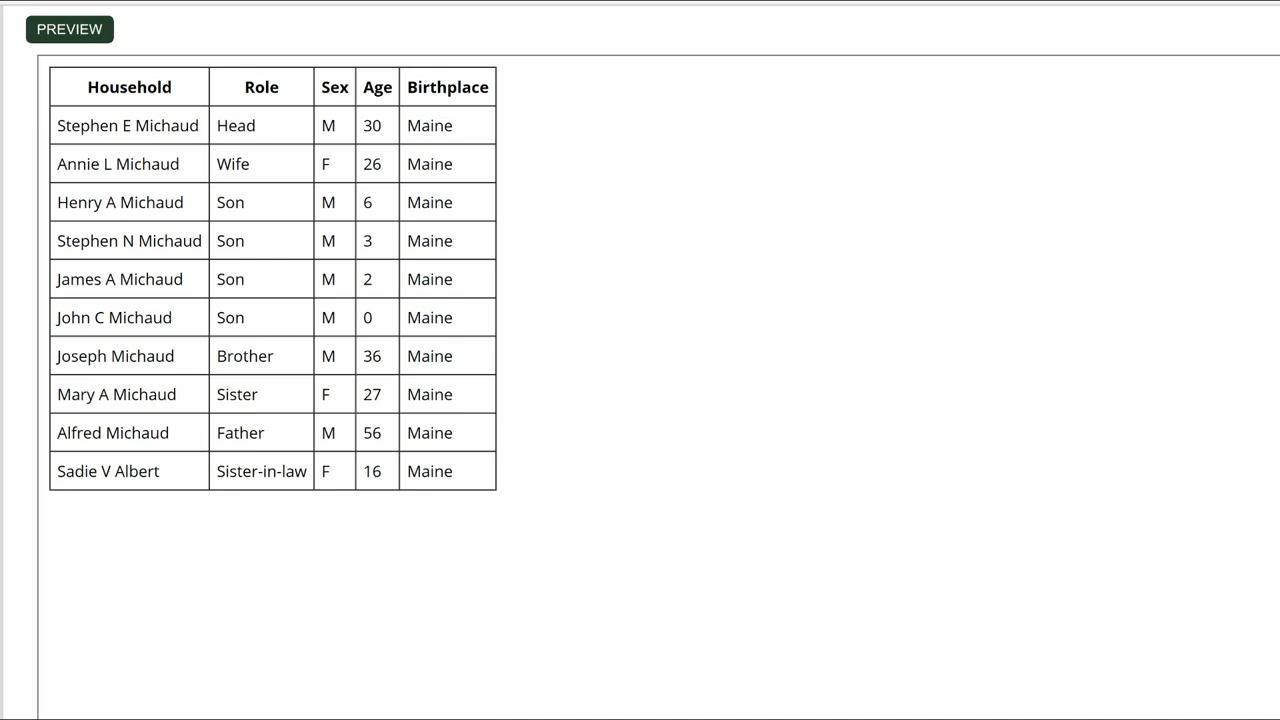 PREVIEW
Household Role Sex Age Birthplace
Stephen E Michaud Head M 30 Maine
Annie L Michaud Wife F 26 Maine
Henry A Michaud Son M 6 Maine
Stephen N Michaud Son M 3 Maine
James A Michaud Son M 2 Maine
John C Michaud Son M 0 Maine
Joseph Michaud Brother M 36 Maine
Mary A Michaud Sister F 27 Maine
Alfred Michaud Father M 56 Maine
Sadie V Albert Sister-in-law F 16 Maine